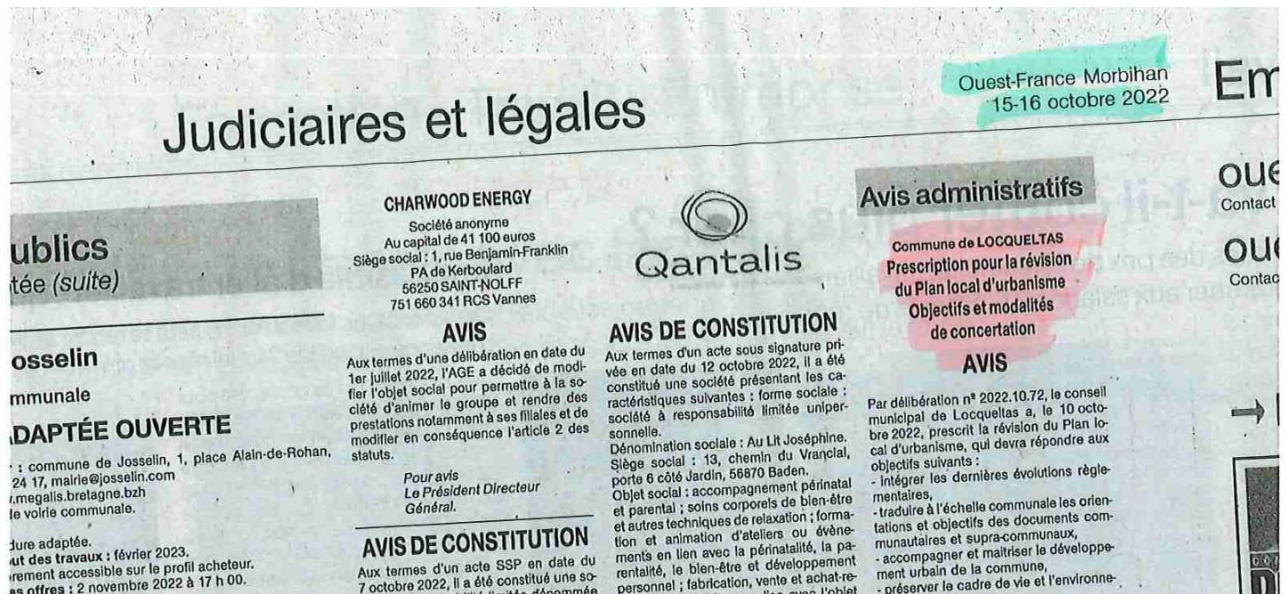 Judiciaires et légales
Ouest-France Morbihan
15-16 octobre 2022
Em
ublics
tée (suite)
osselin
mmunale
DAPTÉE OUVERTE
: commune de Josselin, 1, place Alain-de-Rohan,
24 17, mairie@josselin.com
.megalis.bretagne.bzh
le voirie communale.
dure adaptée.
ut des travaux : février 2023.
rement accessible sur le profil acheteur.
es offres : 2 novembre 2022 à 17 h 00.
CHARWOOD ENERGY
Société anonyme
Au capital de 41 100 euros
Siège social : 1, rue Benjamin-Franklin
PA de Kerboulard
56250 SAINT-NOLFF
751 660 341 RCS Vannes
AVIS
Aux termes d'une délibération en date du
1er juillet 2022, l'AGE a décidé de modi-
fier l'objet social pour permettre à la so-
ciété d'animer le groupe et rendre des
prestations notamment à ses filiales et de
modifier en conséquence l'article 2 des
statuts.
Pour avis
Le Président Directeur
Général.
AVIS DE CONSTITUTION
Aux termes d'un acte SSP en date du
7 octobre 2022, il a été constitué une so-
dénommée
Qantalis
AVIS DE CONSTITUTION
Aux termes d'un acte sous signature pri-
vée en date du 12 octobre 2022, il a été
constitué une société présentant les ca-
ractéristiques suivantes : forme sociale :
société à responsabilité limitée uniper-
sonnelle.
Dénomination sociale : Au Lit Joséphine.
Siège social : 13, chemin du Vrancial,
porte 6 côté Jardin, 56870 Baden.
Objet social : accompagnement périnatal
et parental ; soins corporels de bien-être
et autres techniques de relaxation ; forma-
tion et animation d'ateliers ou évène-
ments en lien avec la périnatalité, la pa-
rentalité, le bien-être et développement
personnel ; fabrication, vente et achat-re-
avec l'objet
Avis administratifs
Commune de LOCQUELTAS
Prescription pour la révision
du Plan local d'urbanisme
Objectifs et modalités
de concertation
AVIS
Par délibération n° 2022.10.72, le conseil
municipal de Locqueltas a, le 10 octo-
bre 2022, prescrit la révision du Plan lo-
cal d'urbanisme, qui devra répondre aux
objectifs suivants :
- intégrer les dernières évolutions règle-
mentaires,
- traduire à l'échelle communale les orien-
tations et objectifs des documents com-
munautaires et supra-communaux,
- accompagner et maitriser le développe-
ment urbain de la commune,
- préserver le cadre de vie et l'environne-
oue
Contact
oue
Contac